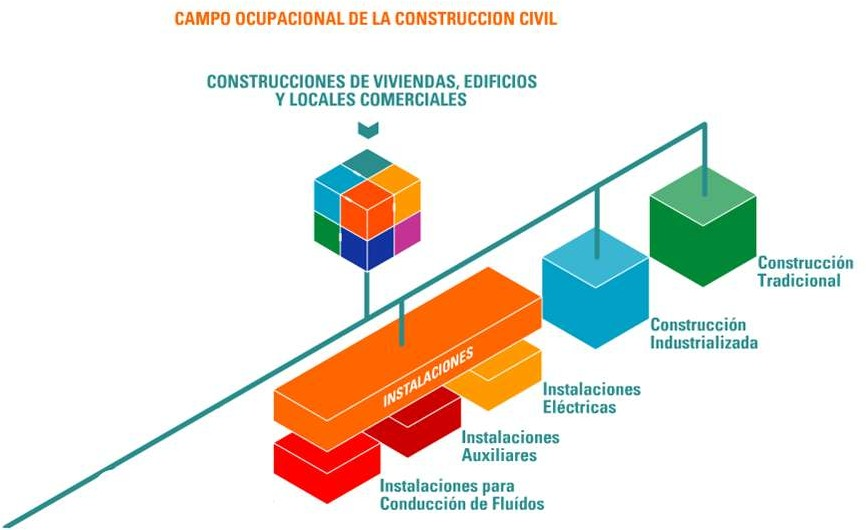 CAMPO OCUPACIONAL DE LA CONSTRUCCION CIVIL
CONSTRUCCIONES DE VIVIENDAS, EDIFICIOS
Y LOCALES COMERCIALES
Construcción
Tradicional
Construcción
Industrializada
INSTALACIONES
Instalaciones
Eléctricas
Instalaciones
Auxiliares
Instalaciones para
Conducción de Fluídos